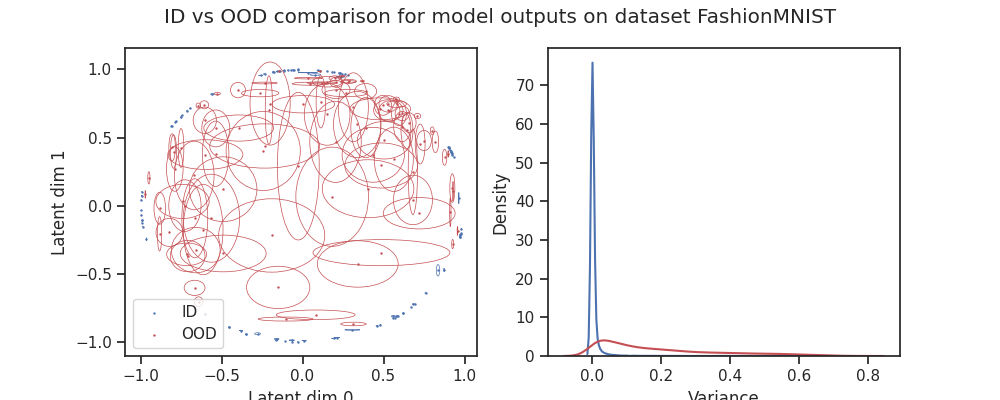 ID vs OOD comparison for model outputs on dataset FashionMNIST
1.0
0.5
0.0
−0.5
−1.0
Latent dim 1
ID
OOD
−1.0 −0.5 0.0 0.5 1.0
Latent dim 0
70
60
50
40
30
20
10
0
Density
0.0 0.2 0.4 0.6 0.8
Variance